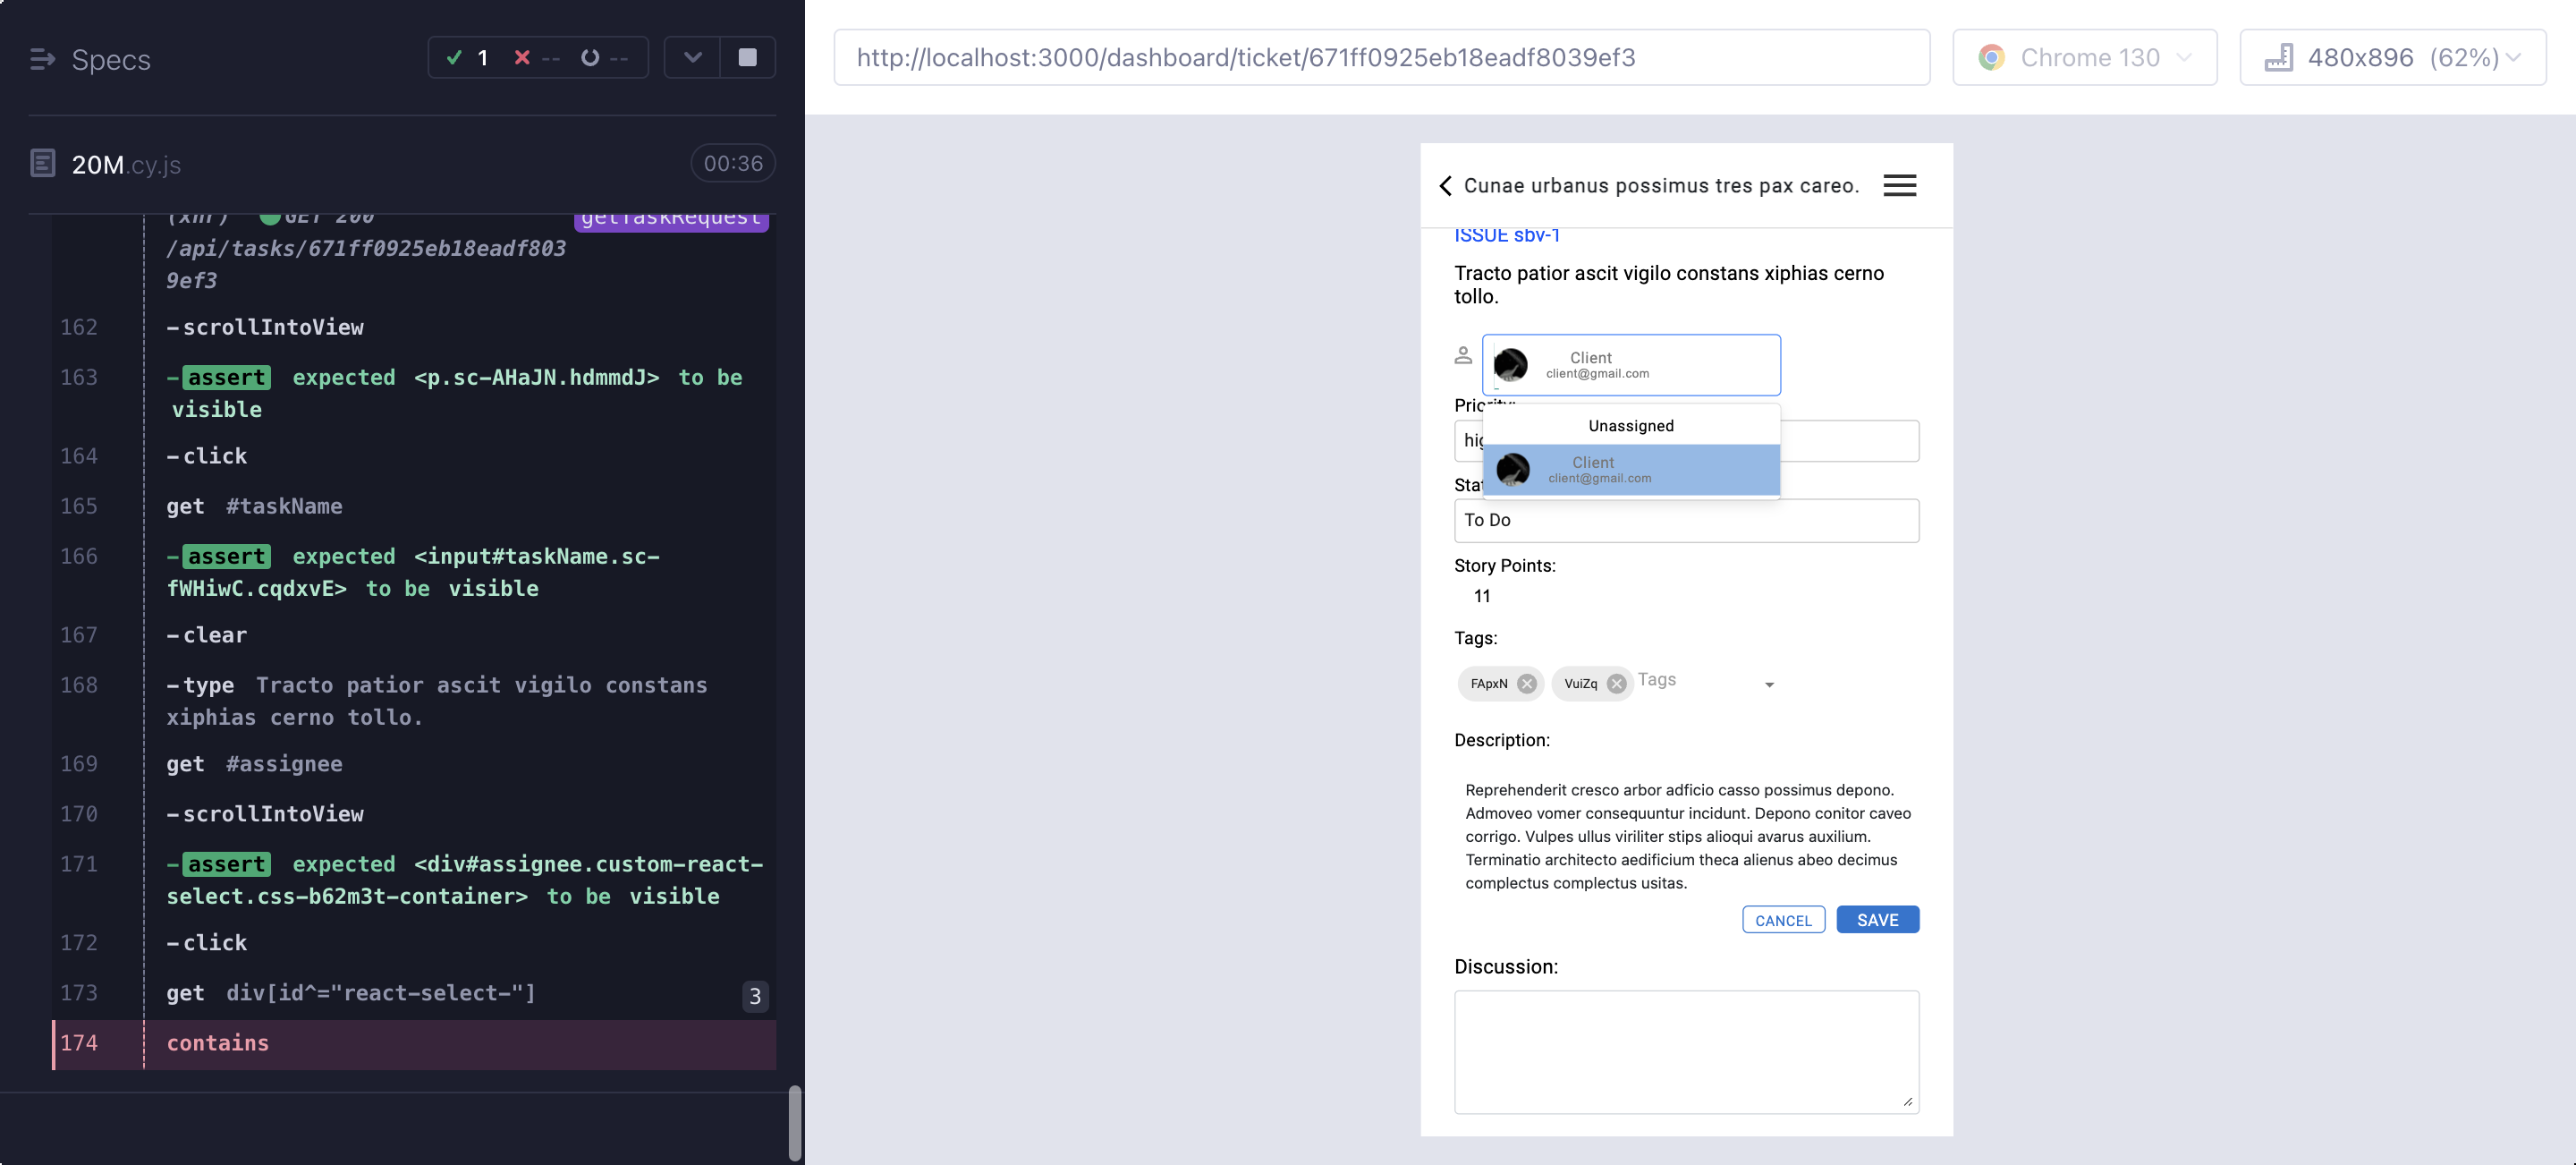 Specs
1
--
--
http://localhost:3000/dashboard/ticket/671ff0925eb18eadf8039ef3
Chrome 130
480x896 (62%)
20M.cy.js
00:36
(xhr) GET 200
getTaskRequest
/api/tasks/671ff0925eb18eadf803
9ef3
162 -scrollIntoView
163 -assert expected <p.sc-AHaJN.hdmmdJ> to be
visible
164 -click
165 get #taskName
166 -assert expected <input#taskName.sc-
fWHiwC.cqdxvE> to be visible
167 -clear
168 -type Tracto patior ascit vigilo constans
xiphias cerno tollo.
169 get #assignee
170 -scrollIntoView
171 -assert expected <div#assignee.custom-react-
select.css-b62m3t-container> to be visible
172 -click
173 get div[id^="react-select-"] 3
174 contains
Cunae urbanus possimus tres pax careo.
ISSUE sbv-1
Tracto patior ascit vigilo constans xiphias cerno
tollo.
Client
client@gmail.com
Priority:
Unassigned
hig
Client
client@gmail.com
Stat
To Do
Story Points:
11
Tags:
FApxN
VuiZq
Tags
Description:
Reprehenderit cresco arbor adficio casso possimus depono.
Admoveo vomer consequuntur incidunt. Depono conitor caveo
corrigo. Vulpes ullus viriliter stips alioqui avarus auxilium.
Terminatio architecto aedificium theca alienus abeo decimus
complectus complectus usitas.
CANCEL
SAVE
Discussion: